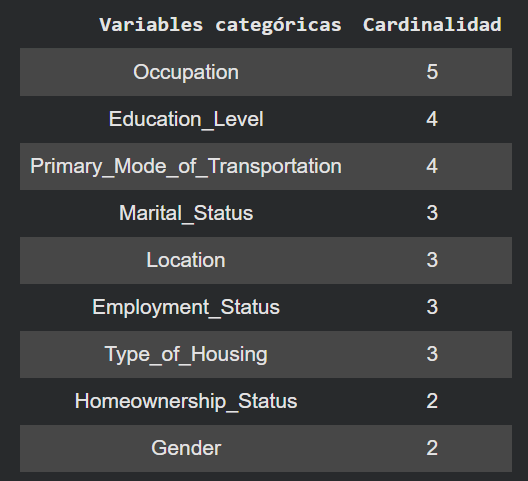 Variables categóricas Cardinalidad
Occupation 5
Education_Level 4
Primary_Mode_of_Transportation 4
Marital_Status 3
Location 3
Employment_Status 3
Type_of_Housing 3
Homeownership_Status 2
Gender 2